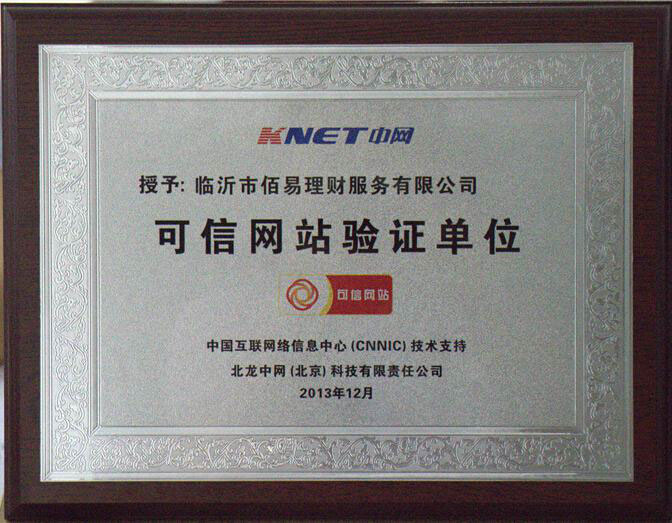 KNET中网
授予: 临沂市佰易理财服务有限公司
可信网站验证单位
可信网站
中国互联网络信息中心(CNNIC)技术支持
北龙中网(北京)科技有限责任公司
2013年12月